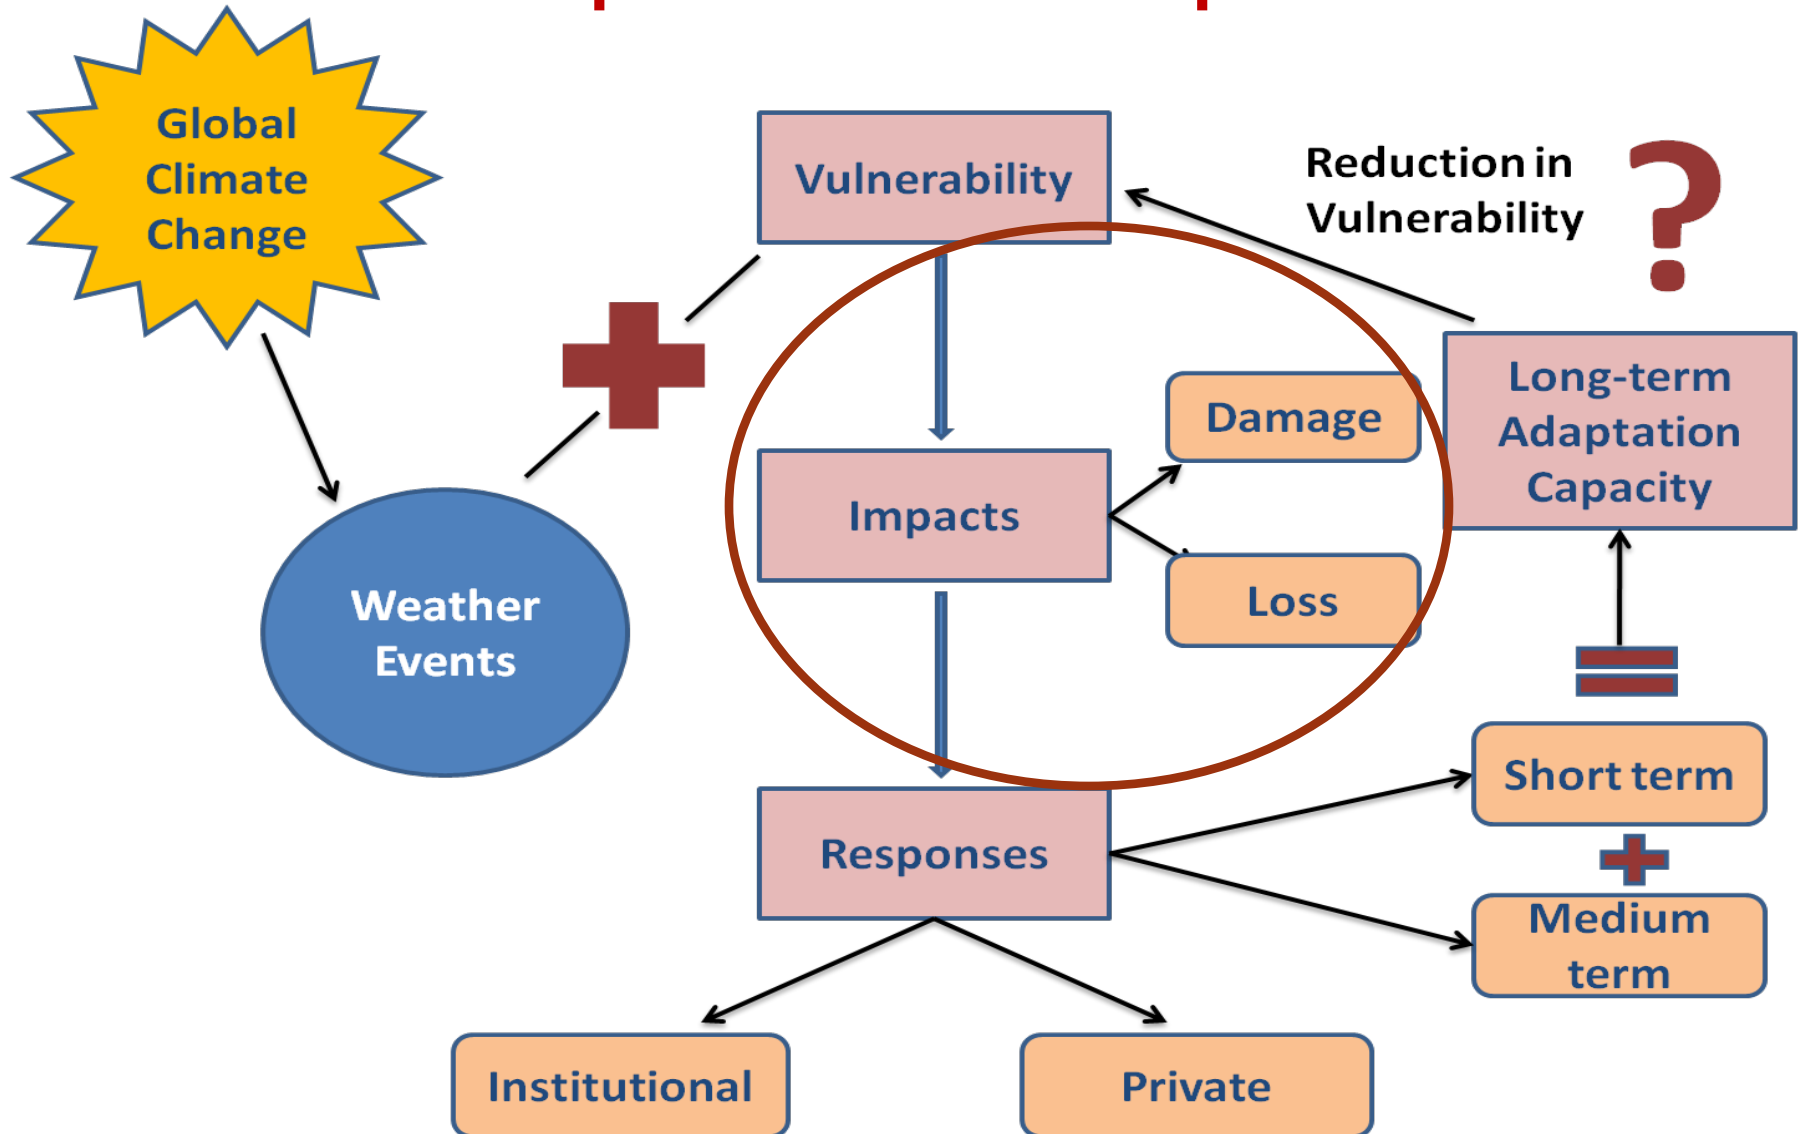 Global
Climate
Change
Vulnerability
Reduction in
Vulnerability
?
Damage
Long-term
Adaptation
Capacity
Impacts
Loss
Weather
Events
Short term
Responses
Medium
term
Institutional
Private